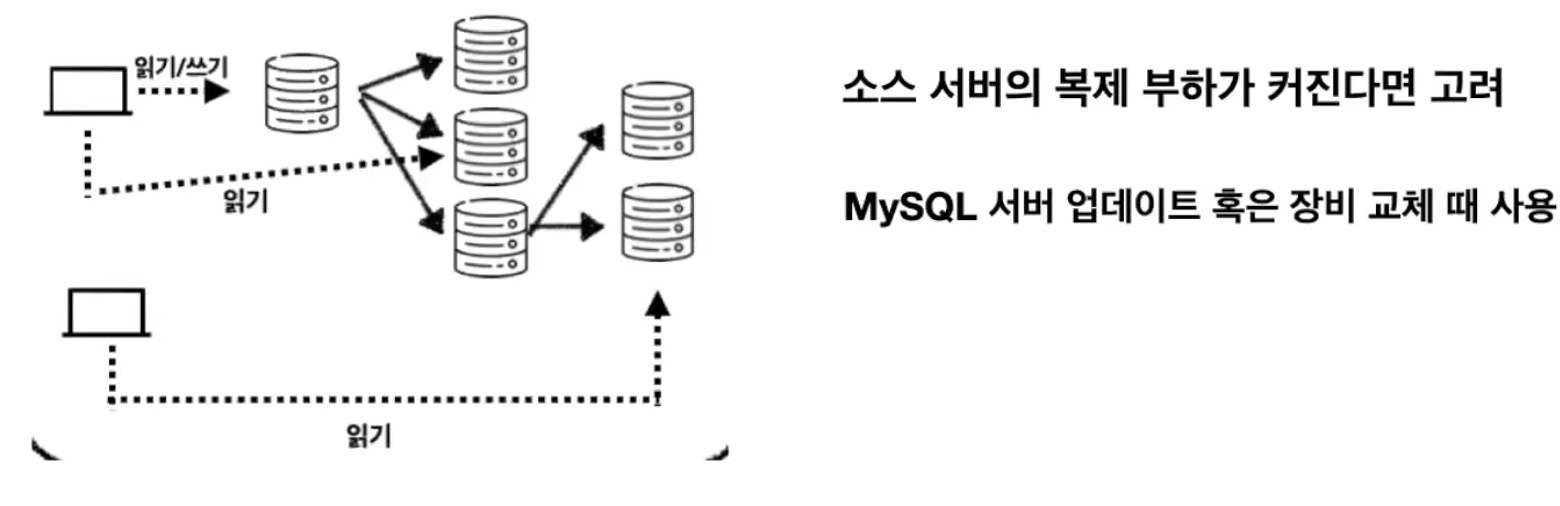 읽기/쓰기
읽기
읽기
소스 서버의 복제 부하가 커진다면 고려
MySQL 서버 업데이트 혹은 장비 교체 때 사용